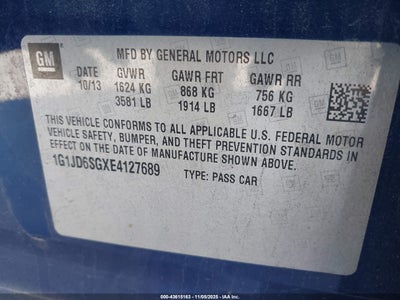 GM
MFD BY GENERAL MOTORS LLC
DATE GVWR GAWR FRT GAWR RR
10/13 1624 KG 868 KG 756 KG
3581 LB 1914 LB 1667 LB
THIS VEHICLE CONFORMS TO ALL APPLICABLE U.S. FEDERAL MOTOR
VEHICLE SAFETY, BUMPER, AND THEFT PREVENTION STANDARDS IN
EFFECT ON THE DATE OF MANUFACTURE SHOWN ABOVE.
1G1JD6SGXE4127689
TYPE: PASS CAR
000-43615163 - 11/05/2025 - IAA